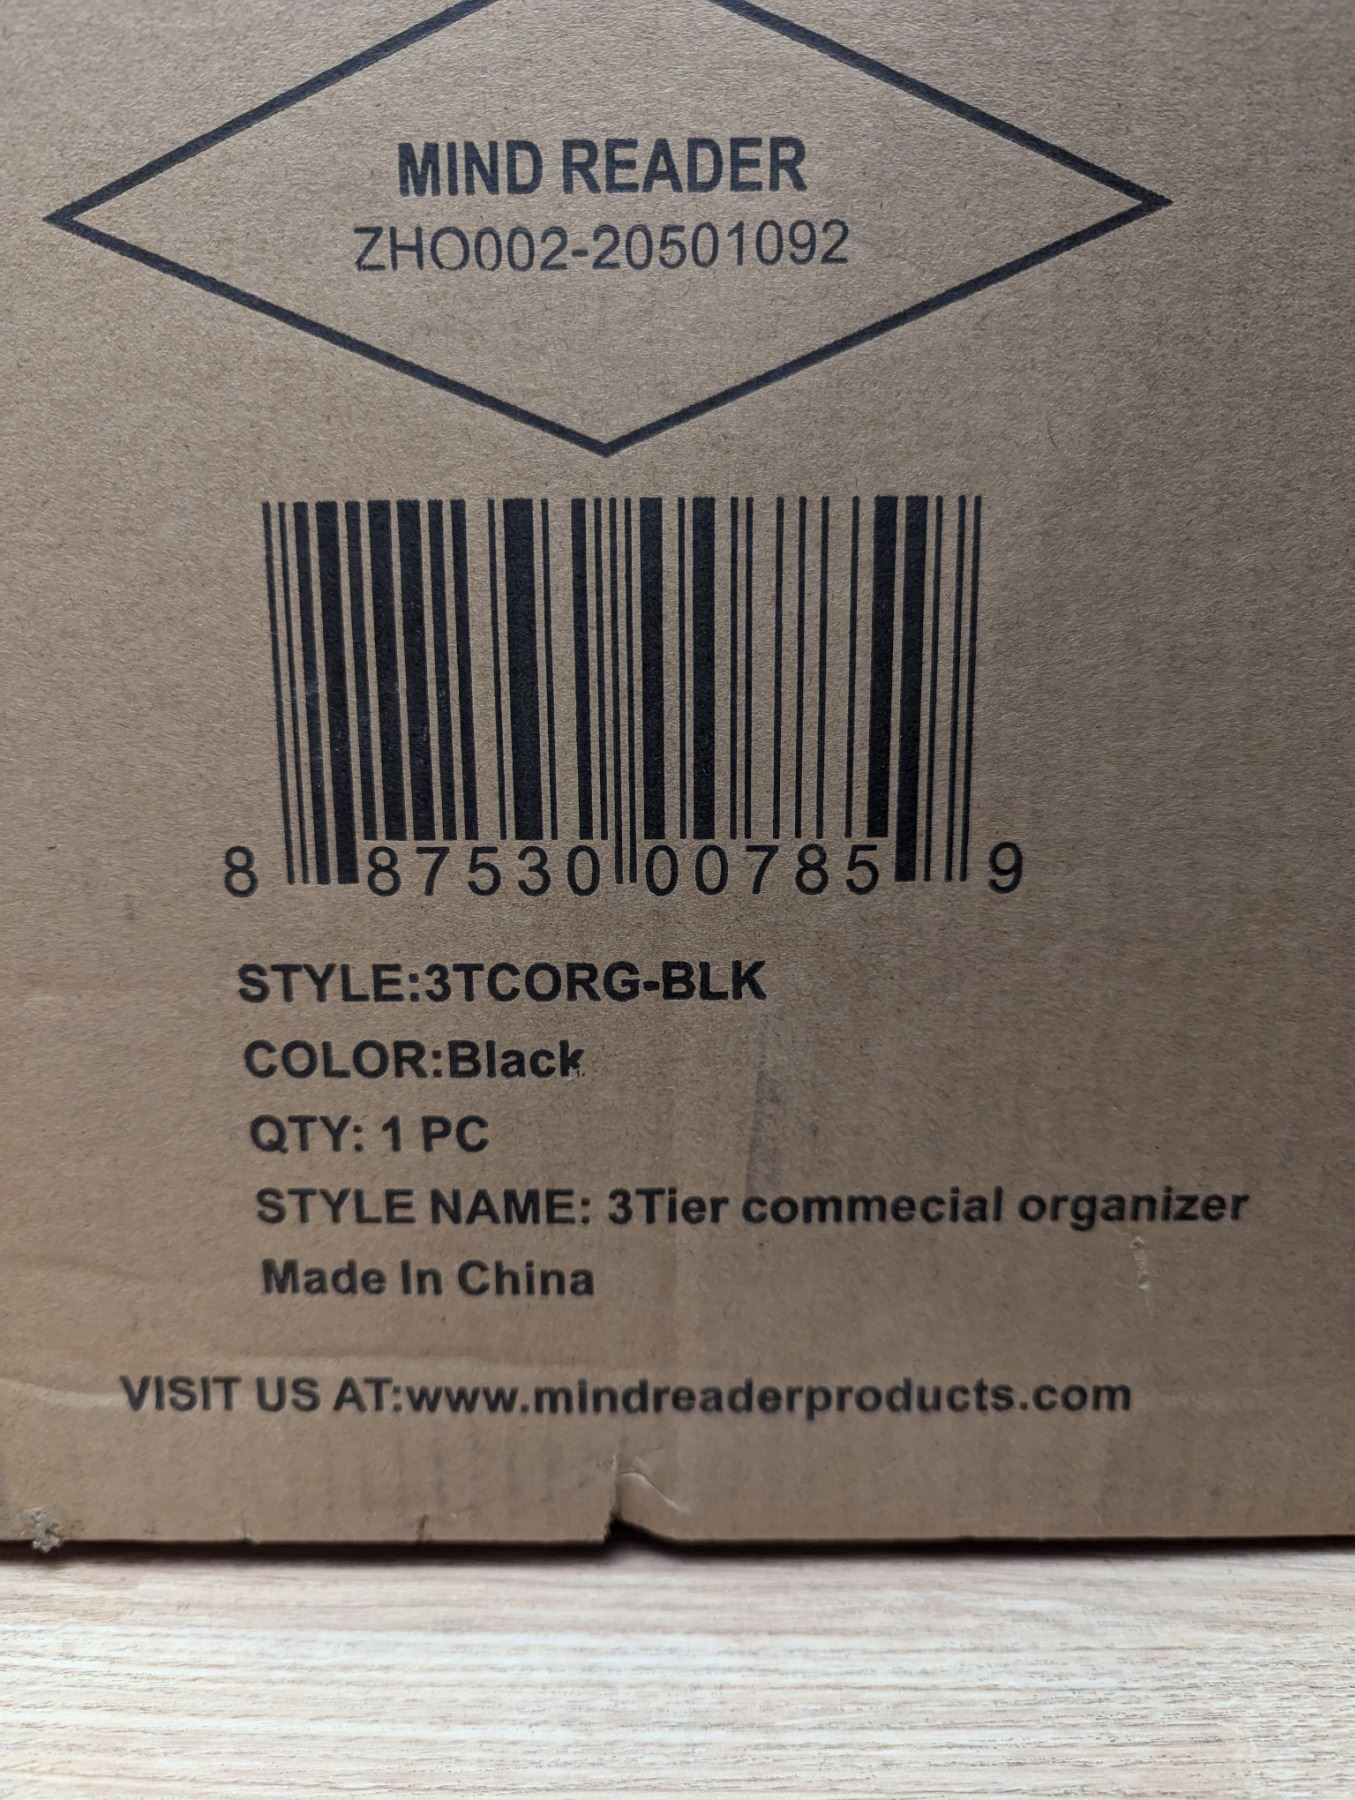 MIND READER
ZHO002-20501092
8 87530 00785 9
STYLE:3TCORG-BLK
COLOR:Black
QTY: 1 PC
STYLE NAME: 3Tier commecial organizer
Made In China
VISIT US AT:www.mindreaderproducts.com